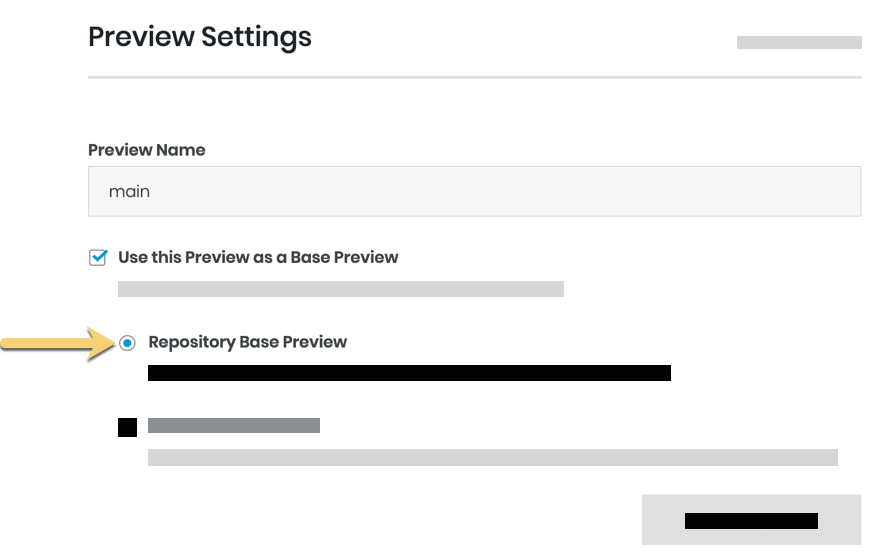 Preview Settings
Preview Name
main
Use this Preview as a Base Preview
Repository Base Preview